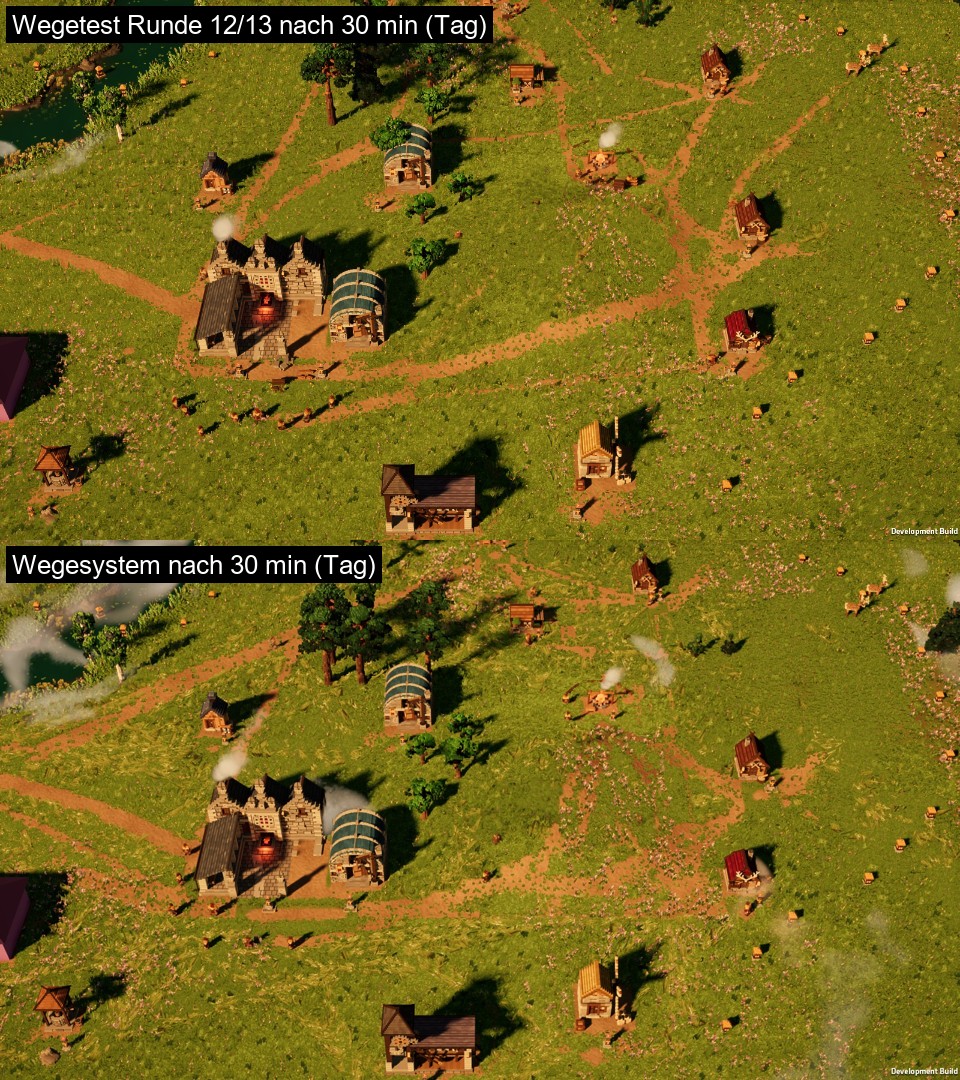 Wegetest Runde 12/13 nach 30 min (Tag)
Development Build
Wegesystem nach 30 min (Tag)
Development Build